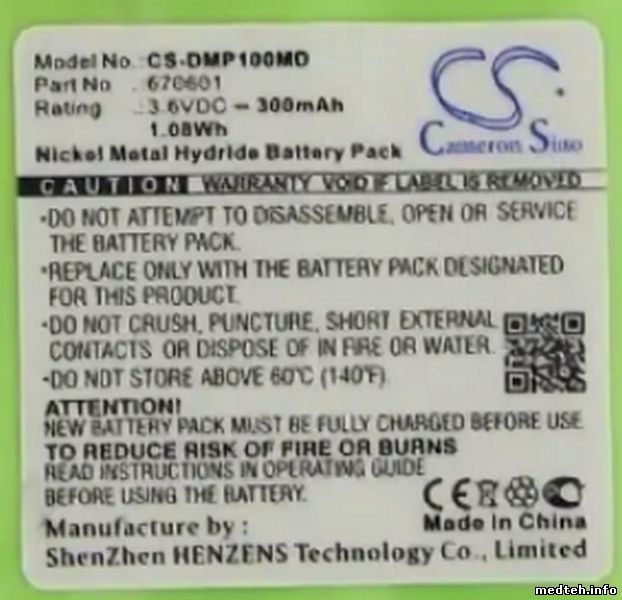 Model No.: CS-DMP100MD
Part No : 670601
Rating : 3.6VDC ⎓ 300mAh
1.08Wh
Nickel Metal Hydride Battery Pack
CS
Cameron Sino
CAUTION WARRANTY VOID IF LABEL IS REMOVED
•DO NOT ATTEMPT TO DISASSEMBLE, OPEN OR SERVICE
THE BATTERY PACK.
•REPLACE ONLY WITH THE BATTERY PACK DESIGNATED
FOR THIS PRODUCT.
•DO NOT CRUSH, PUNCTURE, SHORT EXTERNAL
CONTACTS OR DISPOSE OF IN FIRE OR WATER.
•DO NOT STORE ABOVE 60°C (140°F).
ATTENTION!
NEW BATTERY PACK MUST BE FULLY CHARGED BEFORE USE.
TO REDUCE RISK OF FIRE OR BURNS
READ INSTRUCTIONS IN OPERATING GUIDE
BEFORE USING THE BATTERY.
CE
Made in China
Manufacture by :
ShenZhen HENZENS Technology Co., Limited
medteh.info